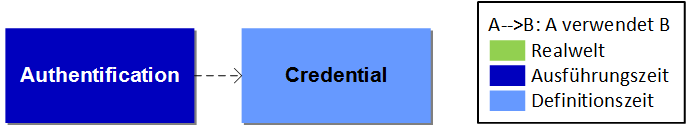 Authentification
Credential
A-->B: A verwendet B
Realwelt
Ausführungszeit
Definitionszeit